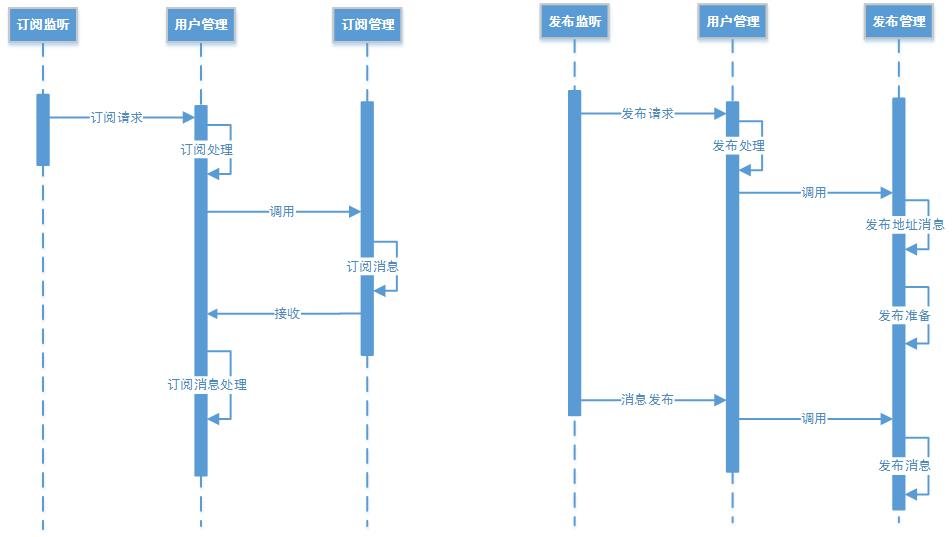 订阅监听
用户管理
订阅管理
订阅请求
订阅处理
调用
订阅消息
接收
订阅消息处理
发布监听
用户管理
发布管理
发布请求
发布处理
调用
发布地址消息
发布准备
消息发布
调用
发布消息